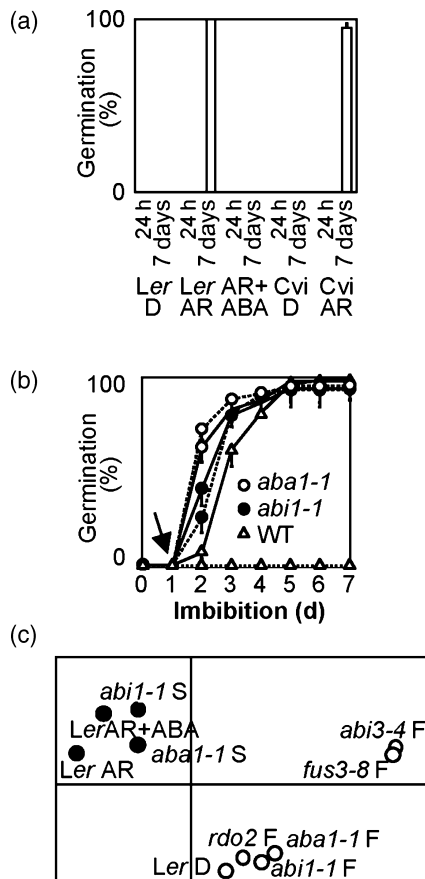 (a)
100
Germination
(%)
0
24 h
7 days
24 h
7 days
24 h
7 days
24 h
7 days
24 h
7 days
Ler Ler AR+ Cvi Cvi
D AR ABA D AR
(b)
100
Germination
(%)
0
aba1-1
abi1-1
WT
0 1 2 3 4 5 6 7
Imbibition (d)
(c)
abi1-1 S
LerAR+ABA
aba1-1 S
Ler AR
abi3-4 F
fus3-8 F
rdo2 F aba1-1 F
Ler D abi1-1 F